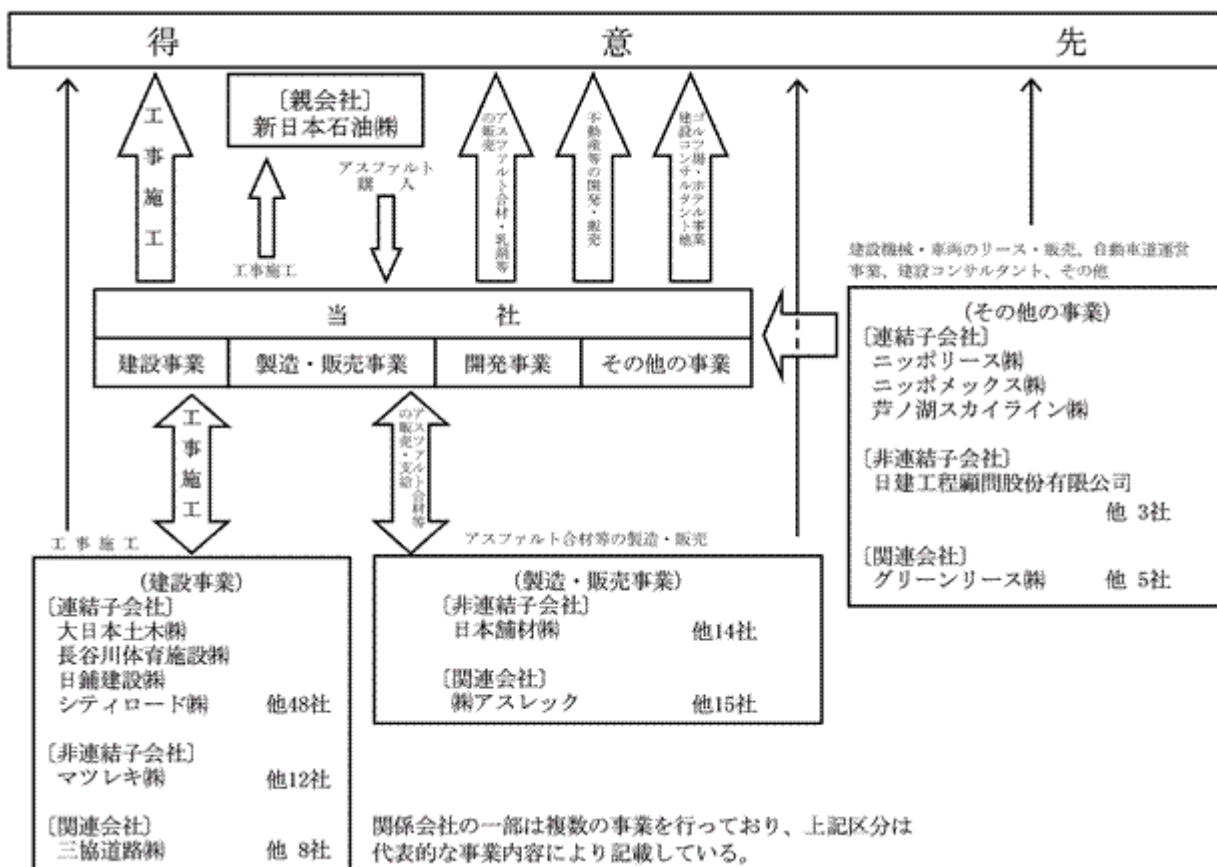 得意先
工事施工
〔親会社〕
新日本石油㈱
アスファルト
購入
工事施工
アスファルト合材・乳剤等
の販売
不動産等の開発・販売
ゴルフ場・ホテル事業
建設コンサルタント他
建設機械・車両のリース・販売、自動車道運営
事業、建設コンサルタント、その他
当社
建設事業
製造・販売事業
開発事業
その他の事業
(その他の事業)
〔連結子会社〕
ニッポリース㈱
ニッポメックス㈱
芦ノ湖スカイライン㈱
〔非連結子会社〕
日建工程顧問股份有限公司
他 3社
〔関連会社〕
グリーンリース㈱ 他 5社
工事施工
アスファルト合材等
の販売・支給
工事施工
(建設事業)
〔連結子会社〕
大日本土木㈱
長谷川体育施設㈱
日鋪建設㈱
シティロード㈱ 他48社
〔非連結子会社〕
マツレキ㈱ 他12社
〔関連会社〕
三協道路㈱ 他 8社
アスファルト合材等の製造・販売
(製造・販売事業)
〔非連結子会社〕
日本舗材㈱ 他14社
〔関連会社〕
㈱アスレック 他15社
関係会社の一部は複数の事業を行っており、上記区分は
代表的な事業内容により記載している。